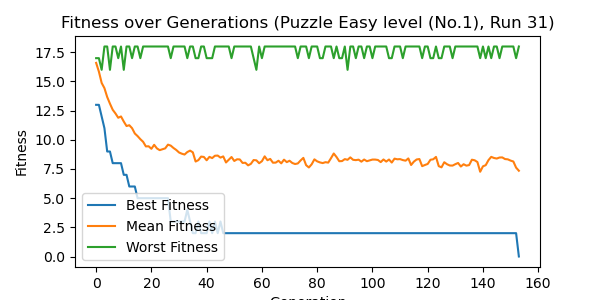 Fitness over Generations (Puzzle Easy level (No.1), Run 31)
Fitness
17.5
15.0
12.5
10.0
7.5
5.0
2.5
0.0
Best Fitness
Mean Fitness
Worst Fitness
0 20 40 60 80 100 120 140 160
Generation